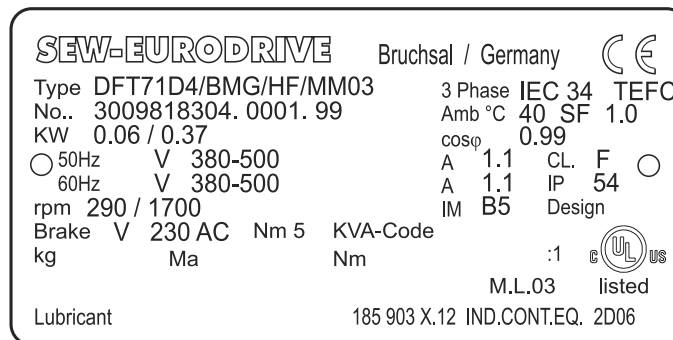 SEW-EURODRIVE Bruchsal / Germany CE
Type DFT71D4/BMG/HF/MM03 3 Phase IEC 34 TEFC
No.. 3009818304. 0001. 99 Amb °C 40 SF 1.0
KW 0.06 / 0.37 cosφ 0.99
50Hz V 380-500 A 1.1 CL. F
60Hz V 380-500 A 1.1 IP 54
rpm 290 / 1700 IM B5 Design
Brake V 230 AC Nm 5 KVA-Code
kg Ma Nm :1 C UL US
M.L.03 listed
Lubricant 185 903 X.12 IND.CONT.EQ. 2D06